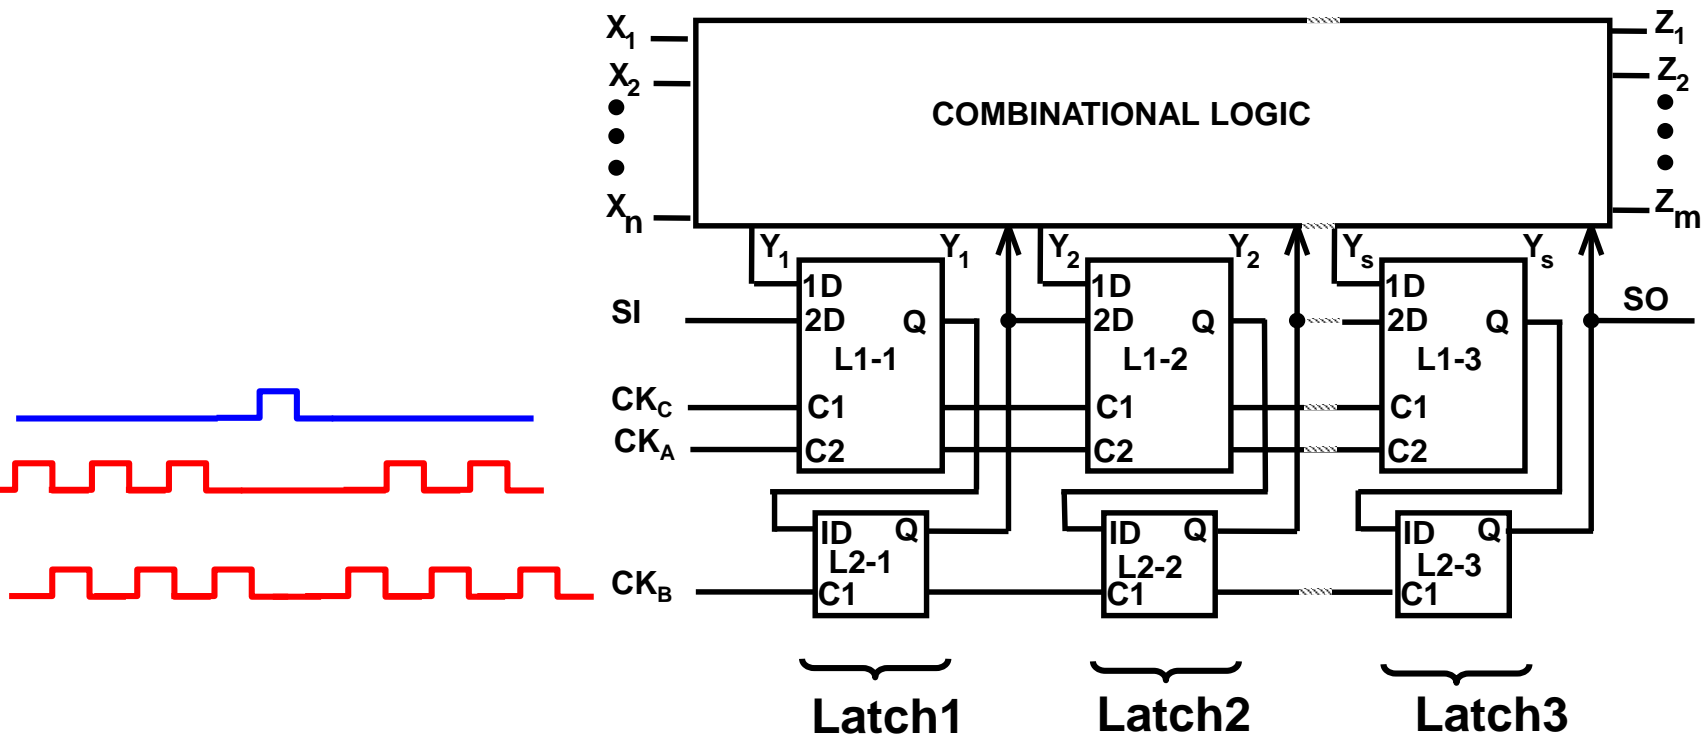 X1 Z1
X2 Z2
COMBINATIONAL LOGIC
Xn Zm
Y1 Y1 Y2 Y2 Ys Ys
1D 1D 1D
SI 2D Q 2D Q 2D Q SO
L1-1 L1-2 L1-3
CKC C1 C1 C1
CKA C2 C2 C2
ID Q ID Q ID Q
L2-1 L2-2 L2-3
CKB C1 C1 C1
Latch1 Latch2 Latch3